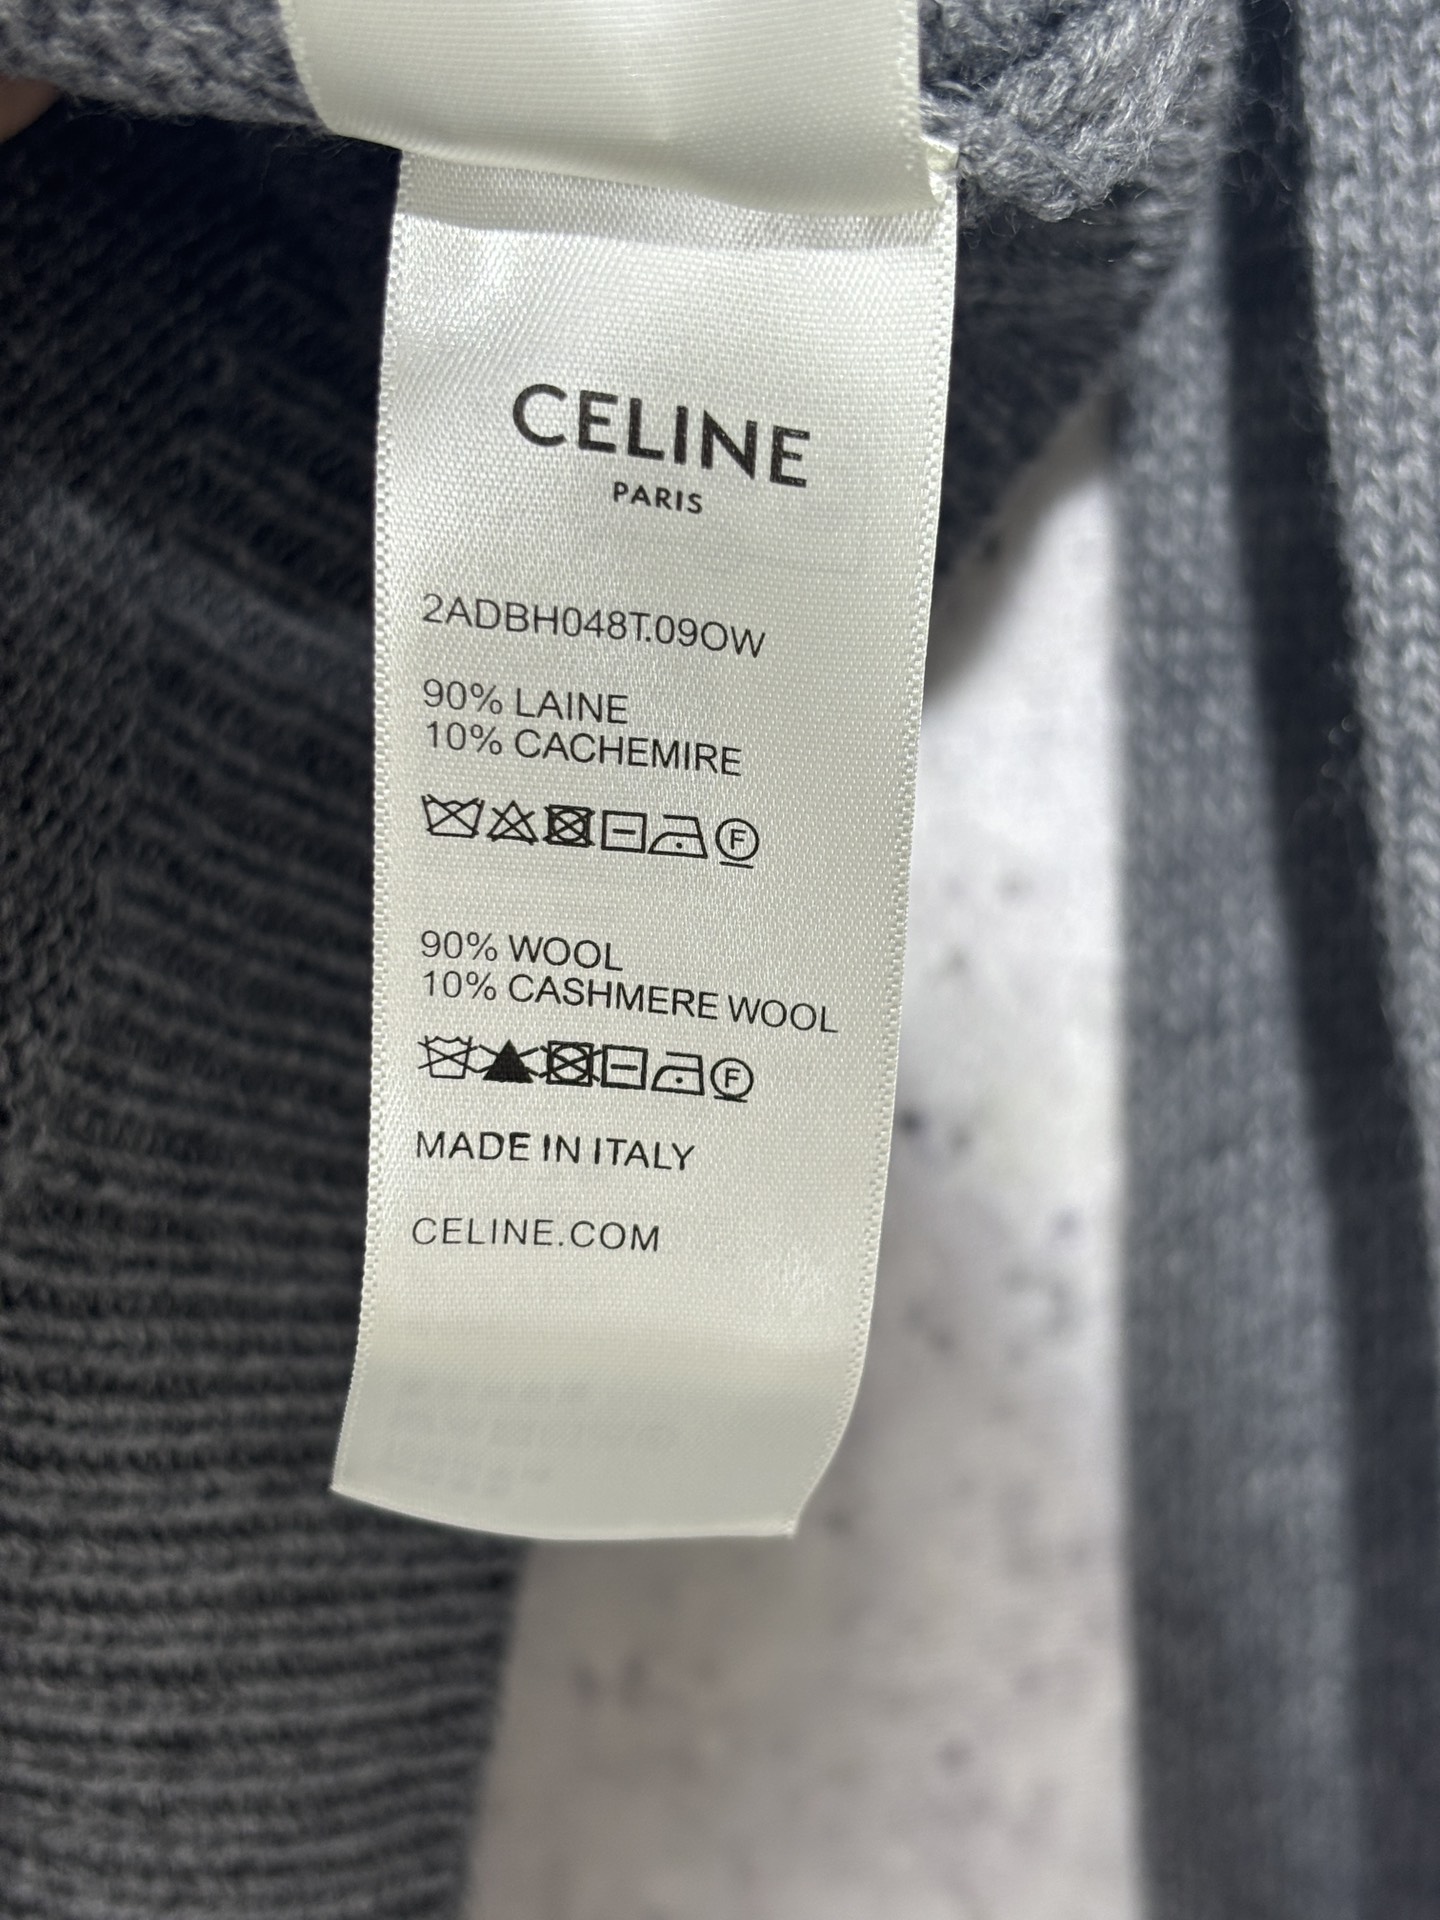 CELINE
PARIS
2ADBH048T.09OW
90% LAINE
10% CACHEMIRE
F
90% WOOL
10% CASHMERE WOOL
F
MADE IN ITALY
CELINE.COM